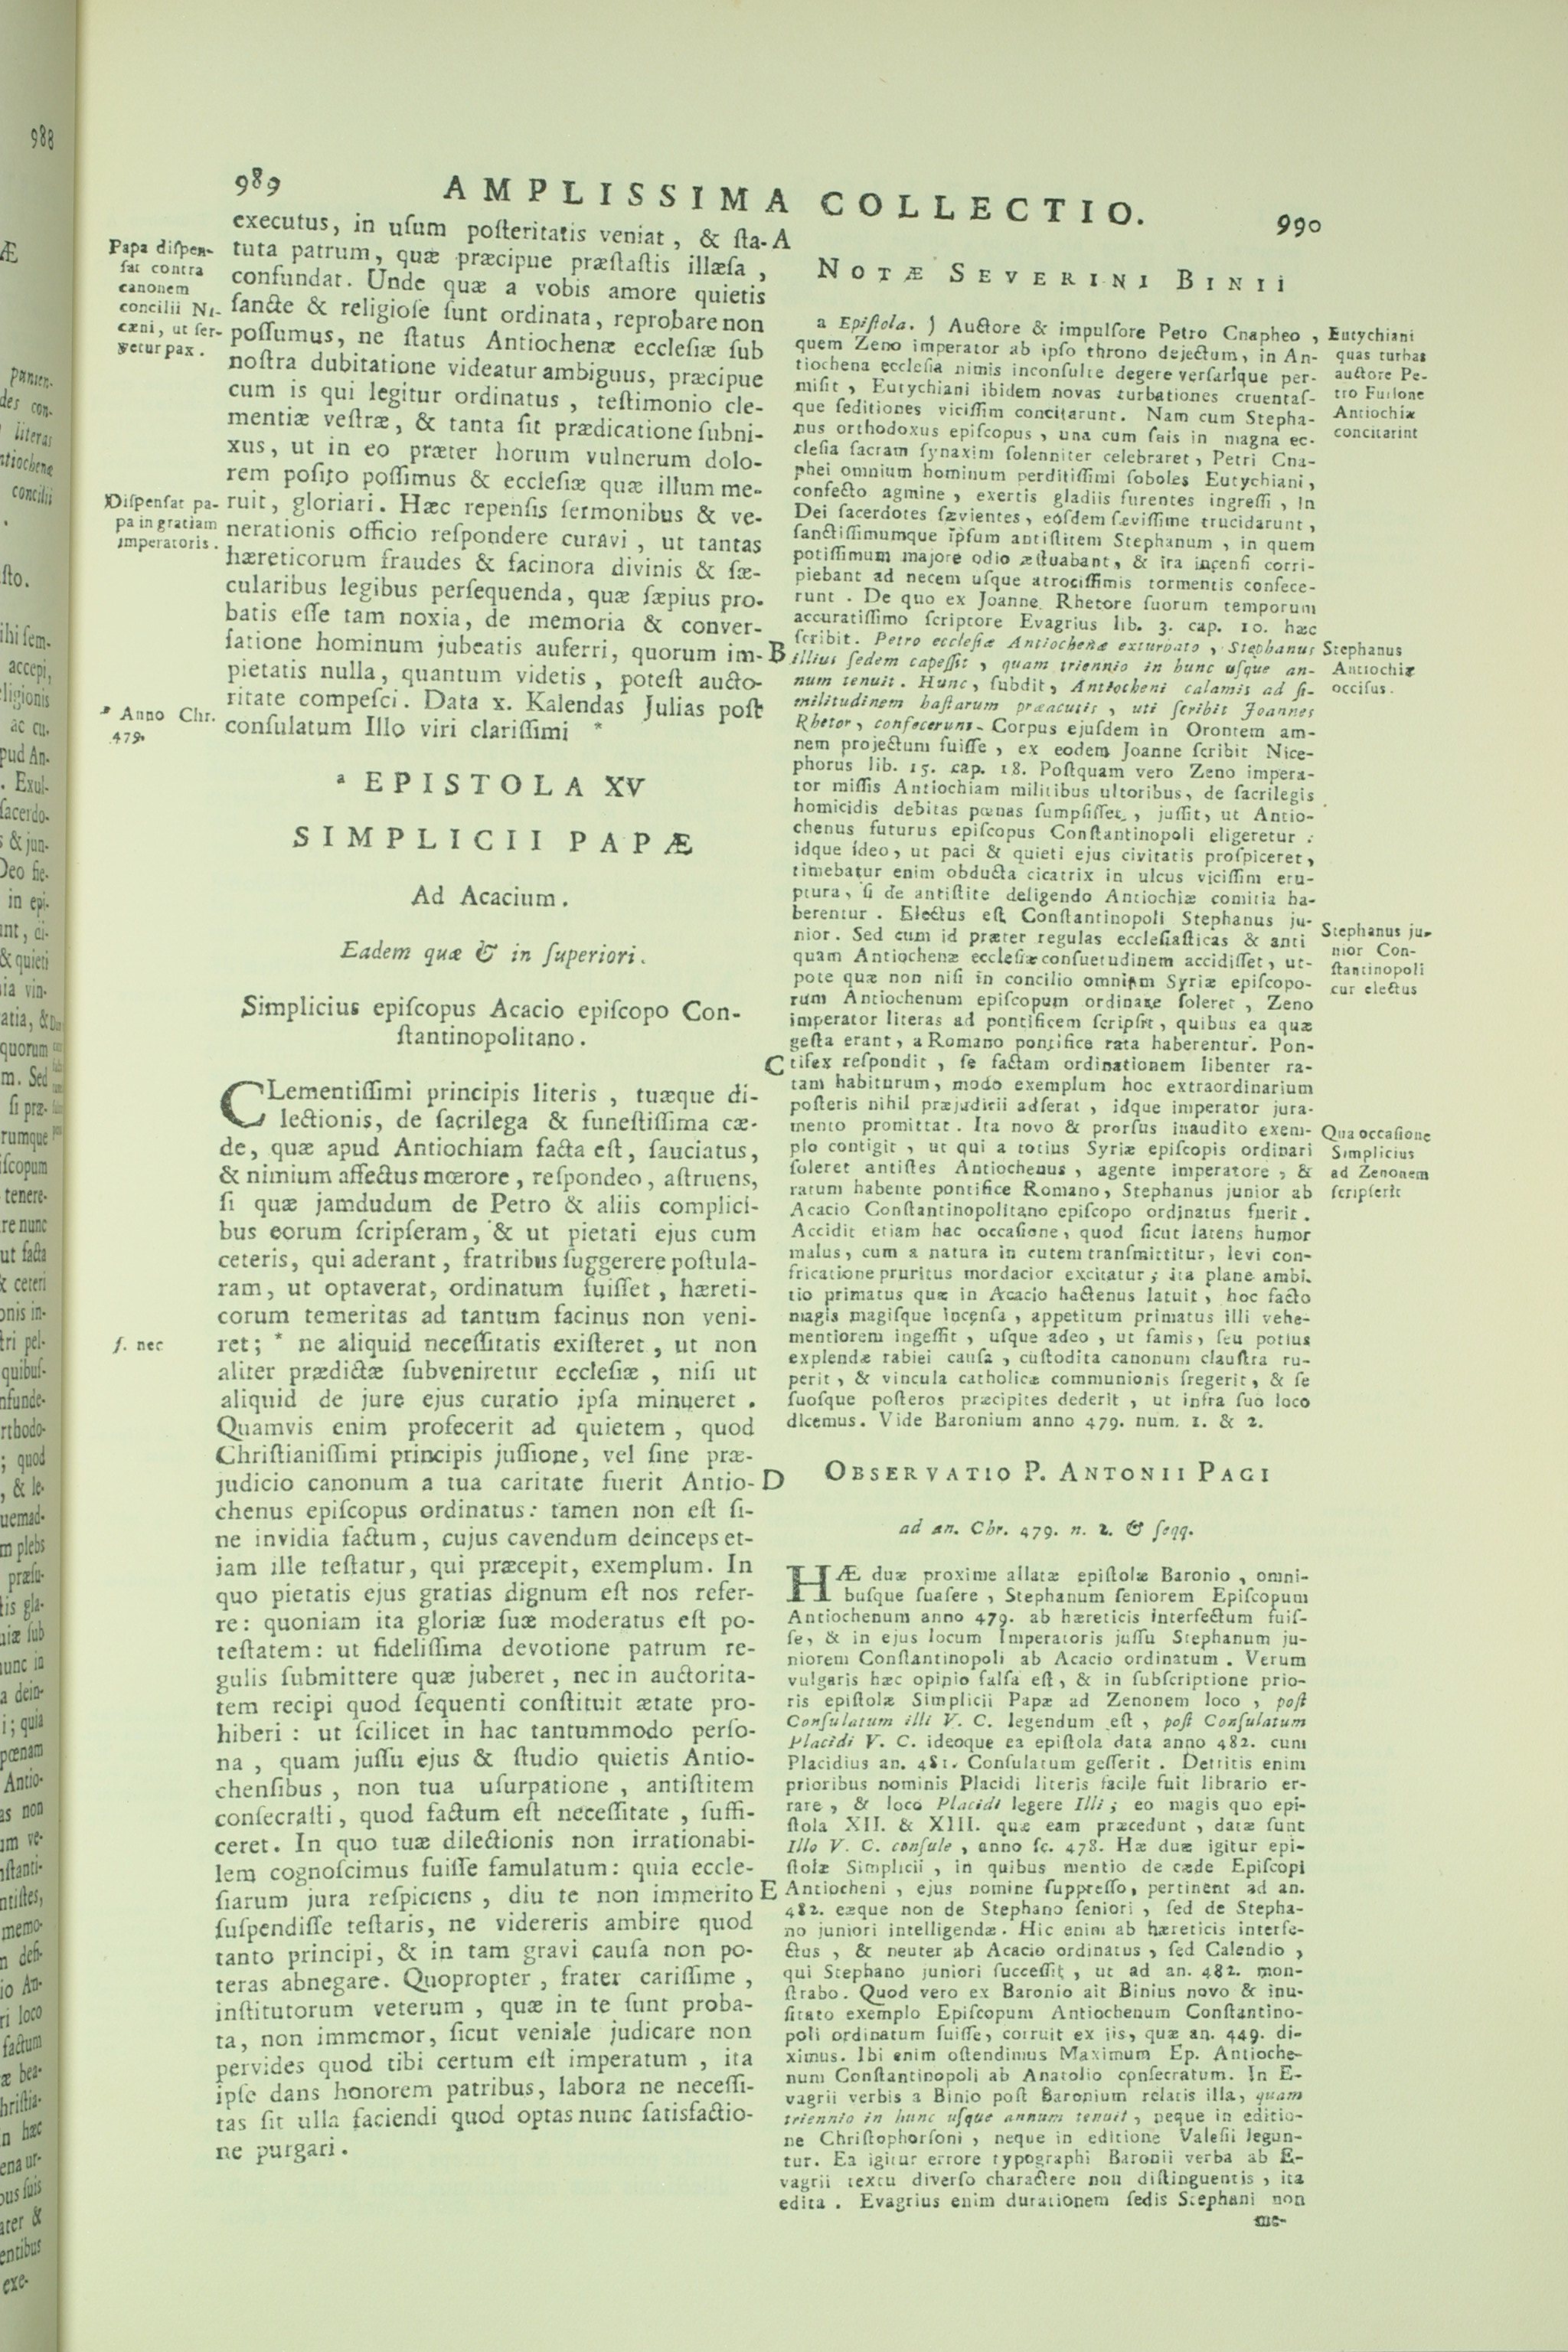 989
AMPLISSIMA COLLECTIO.
990
executus, in uſum poſteritatis veniat, & ſta-
tuta patrum, quæ præcipue præſtaſtis illæſa,
confundat. Unde quæ a vobis amore quietis
ſancte & religioſe ſunt ordinata, reprobare non
poſſumus, ne ſtatus Antiochenæ eccleſiæ ſub
noſtra dubitatione videatur ambiguus, præcipue
cum is qui legitur ordinatus, teſtimonio cle-
mentiæ veſtræ, & tanta ſit prædicatione ſubni-
xus, ut in eo præter horum vulnerum dolo-
rem poſito poſſimus & eccleſiæ quæ illum me-
ruit, gloriari. Hæc repenſis ſermonibus & ve-
nerationis officio reſpondere curavi, ut tantas
hæreticorum fraudes & facinora divinis & ſæ-
cularibus legibus perſequenda, quæ ſæpius pro-
batis eſſe tam noxia, de memoria & conver-
ſatione hominum jubeatis auferri, quorum im-
pietatis nulla, quantum videtis, poteſt aucto-
ritate compeſci. Data x. Kalendas Julias poſt
conſulatum Illo viri clariſſimi *
Papa diſpen-
ſat contra
canonem
concilii Ni-
cæni, ut ſer-
vetur pax.
Diſpenſat pa-
pa in gratiam
imperatoris.
* Anno Chr.
479.
a EPISTOLA XV
SIMPLICII PAPÆ
Ad Acacium.
Eadem quæ & in ſuperiori.
Simplicius epiſcopus Acacio epiſcopo Con-
ſtantinopolitano.
CLementiſſimi principis literis, tuæque di-
lectionis, de ſacrilega & funeſtiſſima cæ-
de, quæ apud Antiochiam facta eſt, ſauciatus,
& nimium affectus mœrore, reſpondeo, aſtruens,
ſi quæ jamdudum de Petro & aliis complici-
bus eorum ſcripſeram, & ut pietati ejus cum
ceteris, qui aderant, fratribus ſuggerere poſtula-
ram, ut optaverat, ordinatum fuiſſet, hæreti-
corum temeritas ad tantum facinus non veni-
ret; * ne aliquid neceſſitatis exiſteret, ut non
aliter prædictæ ſubveniretur eccleſiæ, niſi ut
aliquid de jure ejus curatio ipſa minueret.
Quamvis enim profecerit ad quietem, quod
Chriſtianiſſimi principis juſſione, vel ſine præ-
judicio canonum a tua caritate fuerit Antio-
chenus epiſcopus ordinatus: tamen non eſt ſi-
ne invidia factum, cujus cavendum deinceps et-
iam ille teſtatur, qui præcepit, exemplum. In
quo pietatis ejus gratias dignum eſt nos refer-
re: quoniam ita gloriæ ſuæ moderatus eſt po-
teſtatem: ut fideliſſima devotione patrum re-
gulis ſubmittere quæ juberet, nec in auctorita-
tem recipi quod ſequenti conſtituit ætate pro-
hiberi: ut ſcilicet in hac tantummodo perſo-
na, quam juſſu ejus & ſtudio quietis Antio-
chenſibus, non tua uſurpatione, antiſtitem
conſecraſti, quod factum eſt neceſſitate, ſuffi-
ceret. In quo tuæ dilectionis non irrationabi-
lem cognoſcimus fuiſſe famulatum: quia eccle-
ſiarum jura reſpiciens, diu te non immerito
ſuſpendiſſe teſtaris, ne videreris ambire quod
tanto principi, & in tam gravi cauſa non po-
teras abnegare. Quopropter, frater cariſſime,
inſtitutorum veterum, quæ in te ſunt proba-
ta, non immemor, ſicut veniale judicare non
pervides quod tibi certum eſt imperatum, ita
ipſe dans honorem patribus, labora ne neceſſi-
tas ſit ulla faciendi quod optas nunc ſatisfactio-
ne purgari.
f. nec
A
B
C
D
E
NOTÆ SEVERINI BINII
a Epiſtola. ) Auctore & impulſore Petro Cnapheo,
quem Zeno imperator ab ipſo throno dejectum, in An-
tiochena eccleſia nimis inconſulte degere verſarique per-
miſit, Eutychiani ibidem novas turbationes cruentaſ-
que ſeditiones viciſſim concitarunt. Nam cum Stepha-
nus orthodoxus epiſcopus, una cum ſuis in magna ec-
cleſia ſacram ſynaxim ſolenniter celebraret, Petri Cna-
phei omnium hominum perditiſſimi ſoboles Eutychiani,
confecto agmine, exertis gladiis furentes ingreſſi, in
Dei ſacerdotes ſævientes, eoſdem ſæviſſime trucidarunt,
ſanctiſſimumque ipſum antiſtitem Stephanum, in quem
potiſſimum majore odio æſtuabant, & ira incenſi corri-
piebant ad necem uſque atrociſſimis tormentis confece-
runt. De quo ex Joanne Rhetore ſuorum temporum
accuratiſſimo ſcriptore Evagrius lib. 3. cap. 10. hæc
ſcribit. Petro eccleſiæ Antiochenæ exturbato, Stephanus
illius ſedem capeſſit, quam triennio in hunc uſque an-
num tenuit. Hunc, ſubdit, Antiocheni calamis ad ſi-
militudinem haſtarum præacutis, uti ſcribit Joannes
Rhetor, confecerunt. Corpus ejuſdem in Orontem am-
nem projectum fuiſſe, ex eodem Joanne ſcribit Nice-
phorus lib. 15. cap. 18. Poſtquam vero Zeno impera-
tor miſſis Antiochiam militibus ultoribus, de ſacrilegis
homicidis debitas pœnas ſumpſiſſet, juſſit, ut Antio-
chenus futurus epiſcopus Conſtantinopoli eligeretur:
idque ideo, ut paci & quieti ejus civitatis proſpiceret,
timebatur enim obducta cicatrix in ulcus viciſſim eru-
ptura, ſi de antiſtite deligendo Antiochiæ comitia ha-
berentur. Electus eſt Conſtantinopoli Stephanus ju-
nior. Sed cum id præter regulas eccleſiaſticas & anti
quam Antiochenæ eccleſiæ conſuetudinem accidiſſet, ut-
pote quæ non niſi in concilio omnium Syriæ epiſcopo-
rum Antiochenum epiſcopum ordinare ſoleret, Zeno
imperator literas ad pontificem ſcripſit, quibus ea quæ
geſta erant, a Romano pontifice rata haberentur. Pon-
tifex reſpondit, ſe factam ordinationem libenter ra-
tam habiturum, modo exemplum hoc extraordinarium
poſteris nihil præjudicii adferat, idque imperator jura-
mento promittat. Ita novo & prorſus inaudito exem-
plo contigit, ut qui a totius Syriæ epiſcopis ordinari
ſoleret antiſtes Antiochenus, agente imperatore, &
ratum habente pontifice Romano, Stephanus junior ab
Acacio Conſtantinopolitano epiſcopo ordinatus fuerit.
Accidit etiam hac occaſione, quod ſicut latens humor
malus, cum a natura in cutem tranſmittitur, levi con-
fricatione pruritus mordacior excitatur; ita plane ambi-
tio primatus quæ in Acacio hactenus latuit, hoc facto
magis magiſque incenſa, appetitum primatus illi vehe-
mentiorem ingeſſit, uſque adeo, ut famis, ſeu potius
explendæ rabiei cauſa, cuſtodita canonum clauſtra ru-
perit, & vincula catholicæ communionis fregerit, & ſe
ſuoſque poſteros præcipites dederit, ut infra ſuo loco
dicemus. Vide Baronium anno 479. num. 1. & 2.
Eutychiani
quas turbas
auctore Pe-
tro Fullone
Antiochiæ
concitarint
Stephanus
Antiochiæ
occiſus.
Stephanus ju-
nior Con-
ſtantinopoli
cur electus
Qua occaſione
Simplicius
ad Zenonem
ſcripſerit
OBSERVATIO P. ANTONII PAGI
ad an. Chr. 479. n. 2. & ſeqq.
HÆ duæ proxime allatæ epiſtolæ Baronio, omni-
buſque ſuaſere, Stephanum ſeniorem Epiſcopum
Antiochenum anno 479. ab hæreticis interfectum fuiſ-
ſe, & in ejus locum Imperatoris juſſu Stephanum ju-
niorem Conſtantinopoli ab Acacio ordinatum. Verum
vulgaris hæc opinio falſa eſt, & in ſubſcriptione prio-
ris epiſtolæ Simplicii Papæ ad Zenonem loco, poſt
Conſulatum illi V. C. legendum eſt, poſt Conſulatum
Placidi V. C. ideoque ea epiſtola data anno 482. cum
Placidius an. 481. Conſulatum geſſerit. Detritis enim
prioribus nominis Placidi literis facile fuit librario er-
rare, & loco Placidi legere Illi; eo magis quo epi-
ſtola XII. & XIII. quæ eam præcedunt, datæ ſunt
Illo V. C. conſule, anno ſc. 478. Hæ duæ igitur epi-
ſtolæ Simplicii, in quibus mentio de cæde Epiſcopi
Antiocheni, ejus nomine ſuppreſſo, pertinent ad an.
482. eæque non de Stephano ſeniori, ſed de Stepha-
no juniori intelligendæ. Hic enim ab hæreticis interfe-
ctus, & neuter ab Acacio ordinatus, ſed Calendio,
qui Stephano juniori ſucceſſit, ut ad an. 482. mon-
ſtrabo. Quod vero ex Baronio ait Binius novo & inu-
ſitato exemplo Epiſcopum Antiochenum Conſtantino-
poli ordinatum fuiſſe, corruit ex iis, quæ an. 449. di-
ximus. Ibi enim oſtendimus Maximum Ep. Antioche-
num Conſtantinopoli ab Anatolio conſecratum. In E-
vagrii verbis a Binio poſt Baronium relatis illa, quam
triennio in hunc uſque annum tenuit, neque in editio-
ne Chriſtophorſoni, neque in editione Valeſii legun-
tur. Ea igitur errore typographi Baronii verba ab E-
vagrii textu diverſo charactere non diſtinguentis, ita
edita. Evagrius enim durationem ſedis Stephani non
me-
988